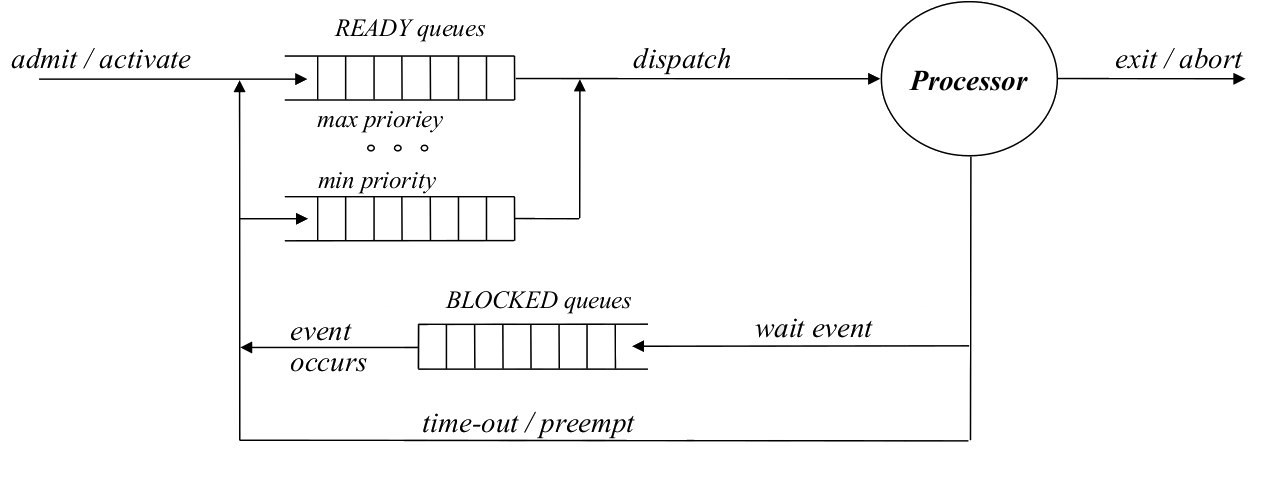 READY queues
admit / activate
dispatch
exit / abort
Processor
max prioriey
min priority
BLOCKED queues
event
occurs
wait event
time-out / preempt